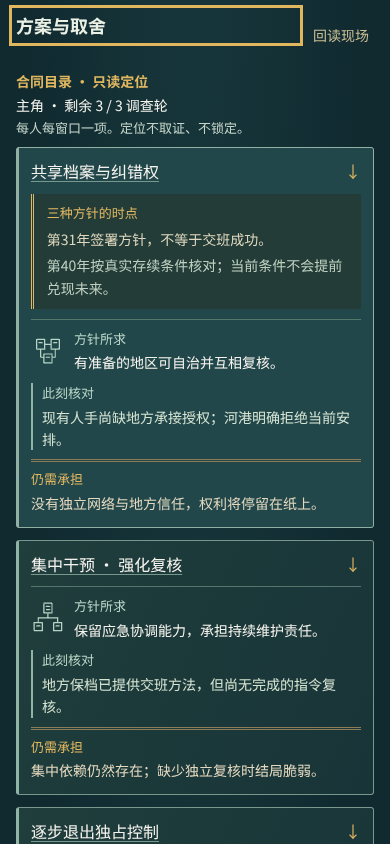 方案与取舍
回读现场
合同目录 · 只读定位
主角 · 剩余 3 / 3 调查轮
每人每窗口一项。定位不取证、不锁定。
共享档案与纠错权 ↓
三种方针的时点
第31年签署方针，不等于交班成功。
第40年按真实存续条件核对；当前条件不会提前
兑现未来。
方针所求
有准备的地区可自治并互相复核。
此刻核对
现有人手尚缺地方承接授权；河港明确拒绝当前安
排。
仍需承担
没有独立网络与地方信任，权利将停留在纸上。
集中干预 · 强化复核 ↓
方针所求
保留应急协调能力，承担持续维护责任。
此刻核对
地方保档已提供交班方法，但尚无完成的指令复
核。
仍需承担
集中依赖仍然存在；缺少独立复核时结局脆弱。
逐步退出独占控制 ↓